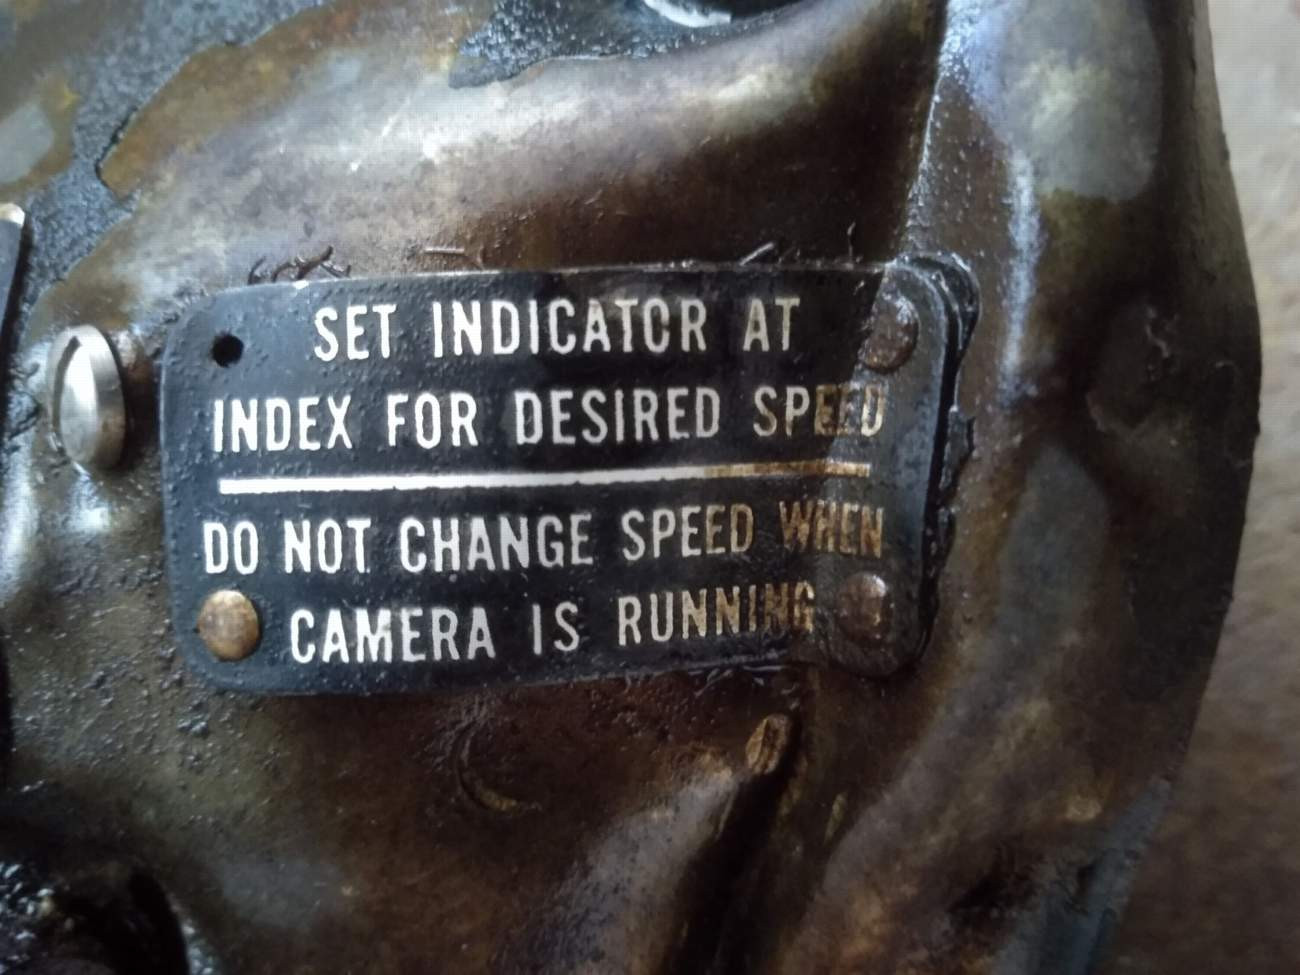 SET INDICATOR AT
INDEX FOR DESIRED SPEED
DO NOT CHANGE SPEED WHEN
CAMERA IS RUNNING